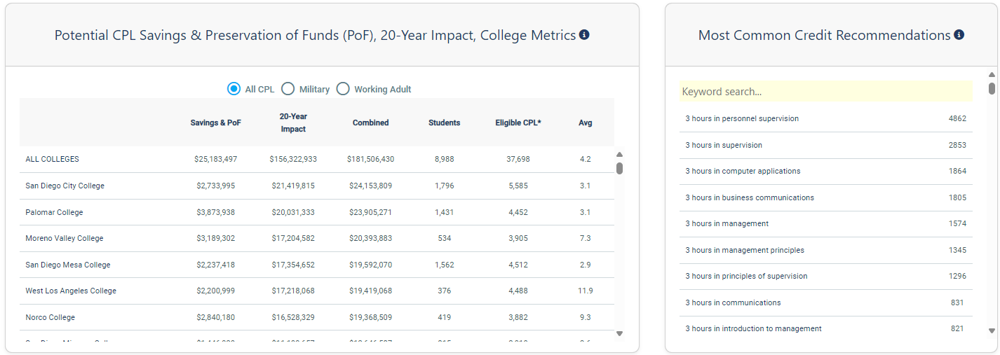 Potential CPL Savings & Preservation of Funds (PoF), 20-Year Impact, College Metrics
All CPL Military Working Adult
Savings & PoF 20-Year Impact Combined Students Eligible CPL* Avg
ALL COLLEGES $25,183,497 $156,322,933 $181,506,430 8,988 37,698 4.2
San Diego City College $2,733,995 $21,419,815 $24,153,809 1,796 5,585 3.1
Palomar College $3,873,938 $20,031,333 $23,905,271 1,431 4,452 3.1
Moreno Valley College $3,189,302 $17,204,582 $20,393,883 534 3,905 7.3
San Diego Mesa College $2,237,418 $17,354,652 $19,592,070 1,562 4,512 2.9
West Los Angeles College $2,200,999 $17,218,068 $19,419,068 376 4,488 11.9
Norco College $2,840,180 $16,528,329 $19,368,509 419 3,882 9.3
Most Common Credit Recommendations
Keyword search...
3 hours in personnel supervision 4862
3 hours in supervision 2853
3 hours in computer applications 1864
3 hours in business communications 1805
3 hours in management 1574
3 hours in management principles 1345
3 hours in principles of supervision 1296
3 hours in communications 831
3 hours in introduction to management 821